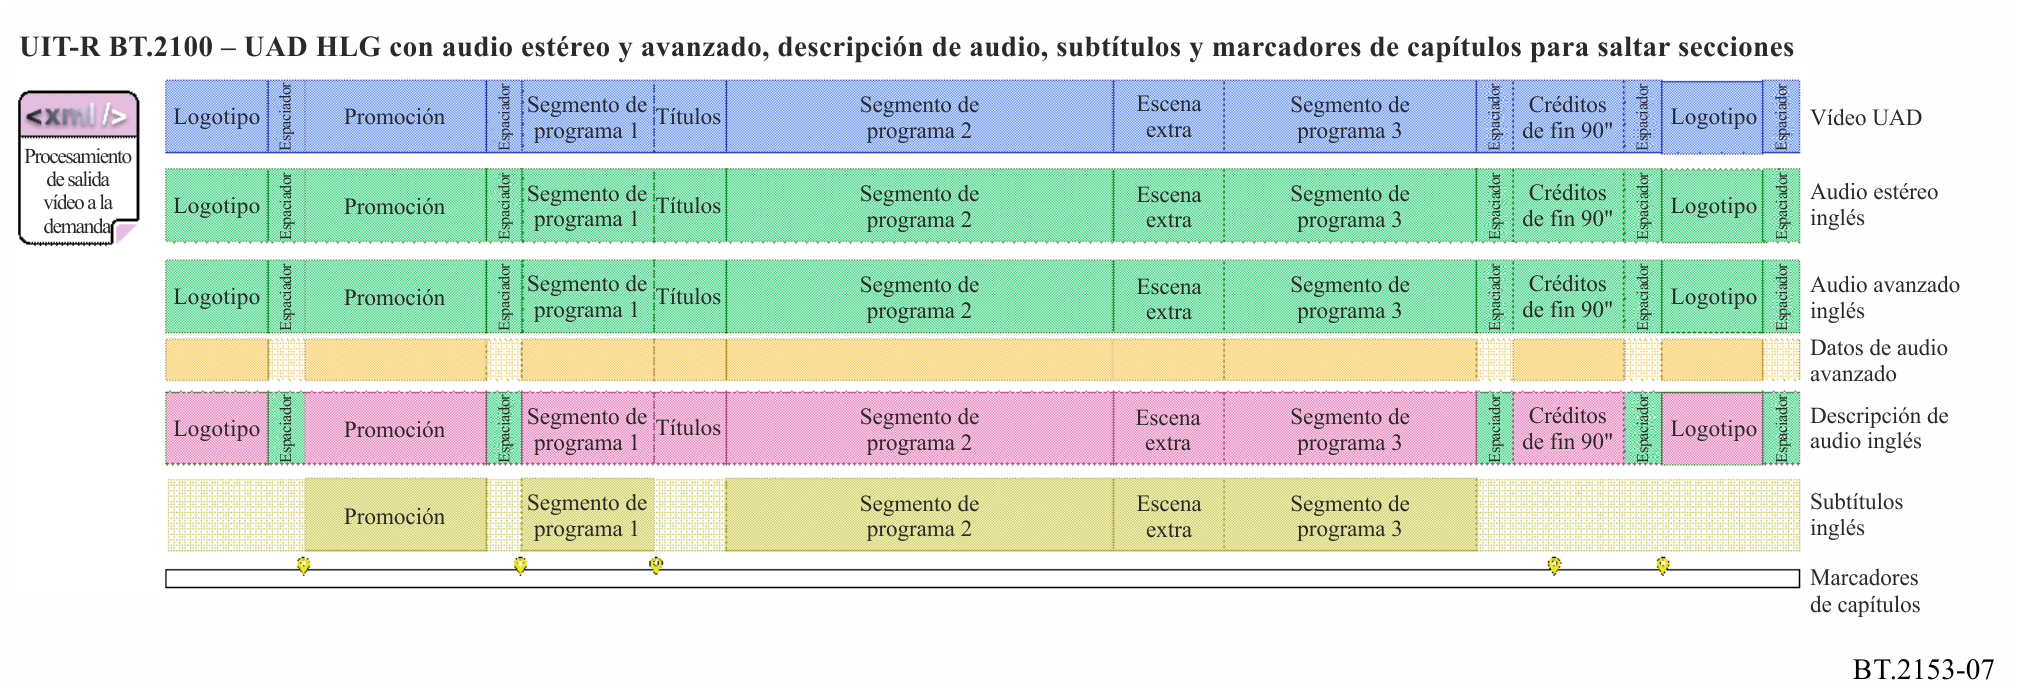 UIT-R BT.2100 – UAD HLG con audio estéreo y avanzado, descripción de audio, subtítulos y marcadores de capítulos para saltar secciones
<xml />
Procesamiento
de salida
vídeo a la
demanda
Logotipo
Espaciador
Promoción
Espaciador
Segmento de
programa 1
Títulos
Segmento de
programa 2
Escena
extra
Segmento de
programa 3
Espaciador
Créditos
de fin 90"
Espaciador
Logotipo
Espaciador
Vídeo UAD
Logotipo
Espaciador
Promoción
Espaciador
Segmento de
programa 1
Títulos
Segmento de
programa 2
Escena
extra
Segmento de
programa 3
Espaciador
Créditos
de fin 90"
Espaciador
Logotipo
Espaciador
Audio estéreo
inglés
Logotipo
Espaciador
Promoción
Espaciador
Segmento de
programa 1
Títulos
Segmento de
programa 2
Escena
extra
Segmento de
programa 3
Espaciador
Créditos
de fin 90"
Espaciador
Logotipo
Espaciador
Audio avanzado
inglés
Datos de audio
avanzado
Logotipo
Espaciador
Promoción
Espaciador
Segmento de
programa 1
Títulos
Segmento de
programa 2
Escena
extra
Segmento de
programa 3
Espaciador
Créditos
de fin 90"
Espaciador
Logotipo
Espaciador
Descripción de
audio inglés
Promoción
Segmento de
programa 1
Segmento de
programa 2
Escena
extra
Segmento de
programa 3
Subtítulos
inglés
Marcadores
de capítulos
BT.2153-07